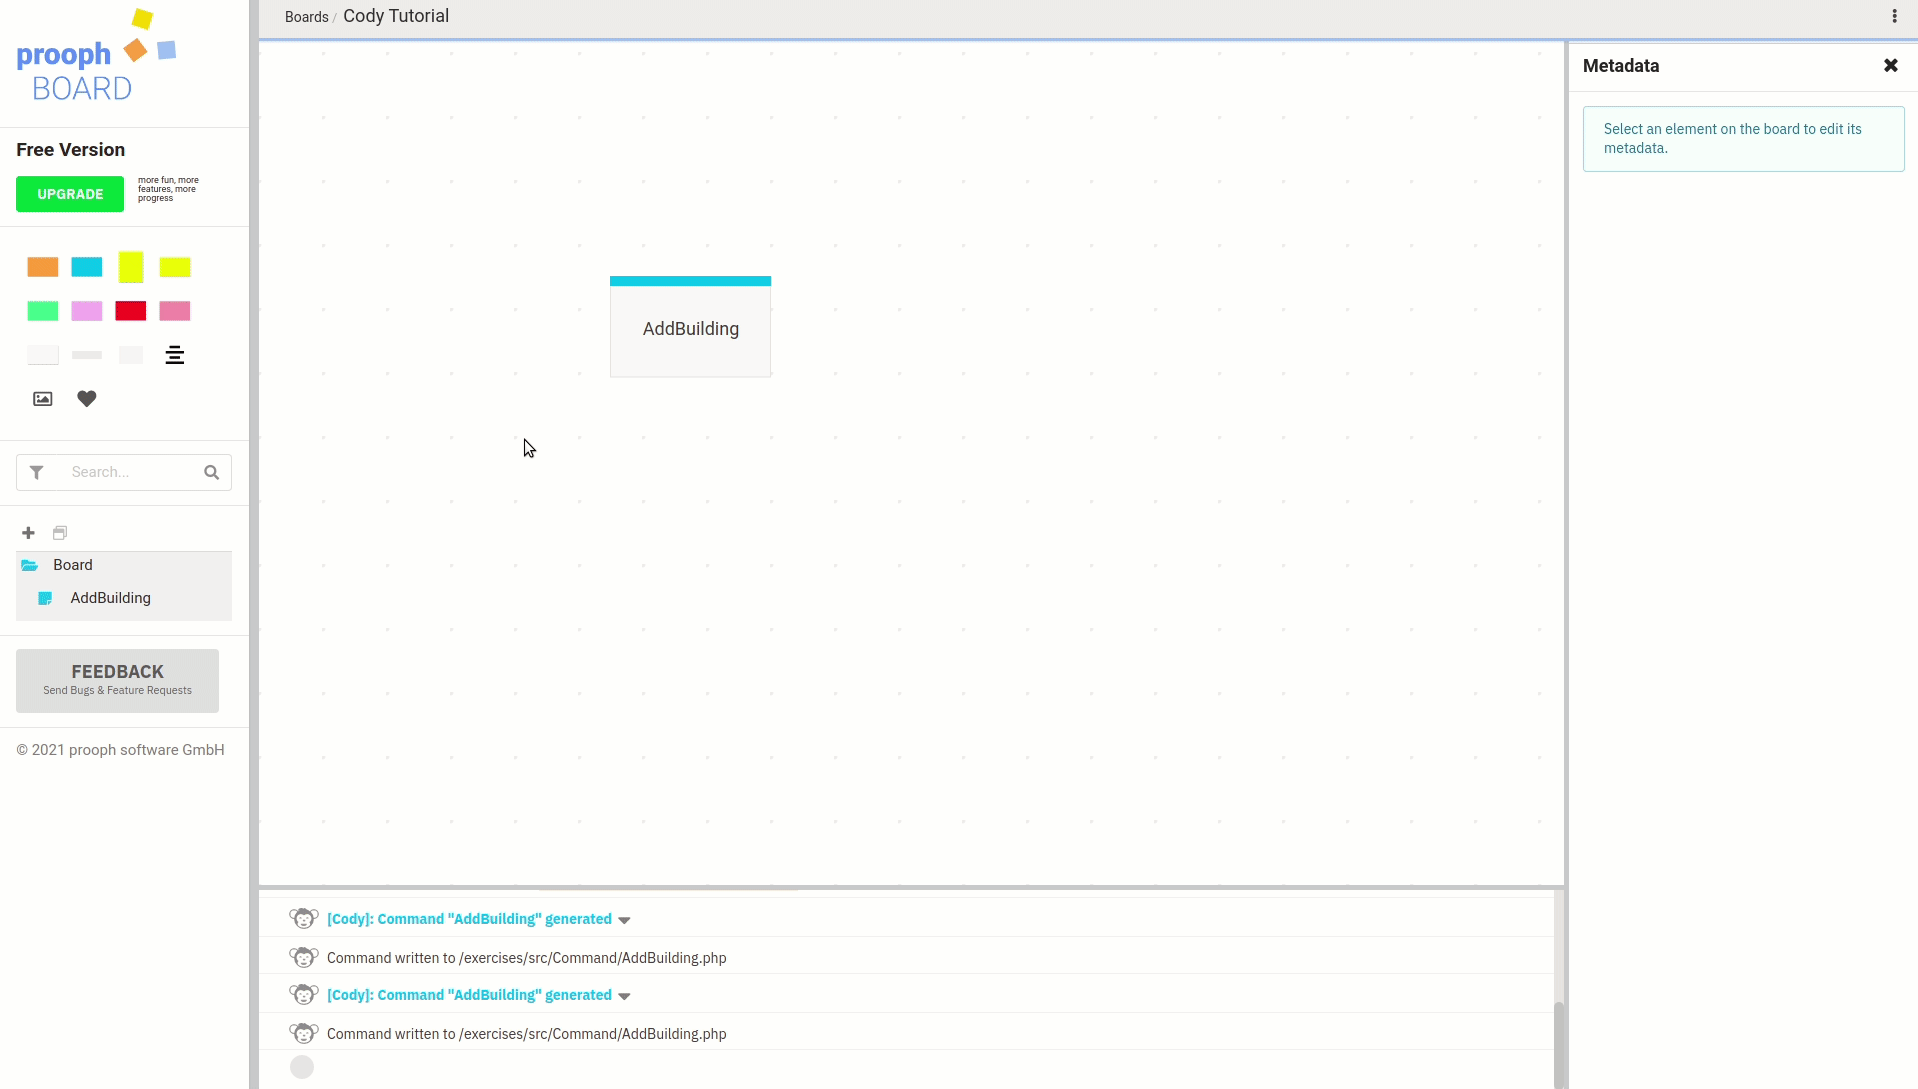 prooph
BOARD
Free Version
UPGRADE
more fun, more
features, more
progress
Search...
Board
AddBuilding
FEEDBACK
Send Bugs & Feature Requests
© 2021 prooph software GmbH
Boards / Cody Tutorial
AddBuilding
[Cody]: Command "AddBuilding" generated
Command written to /exercises/src/Command/AddBuilding.php
[Cody]: Command "AddBuilding" generated
Command written to /exercises/src/Command/AddBuilding.php
Metadata
Select an element on the board to edit its
metadata.